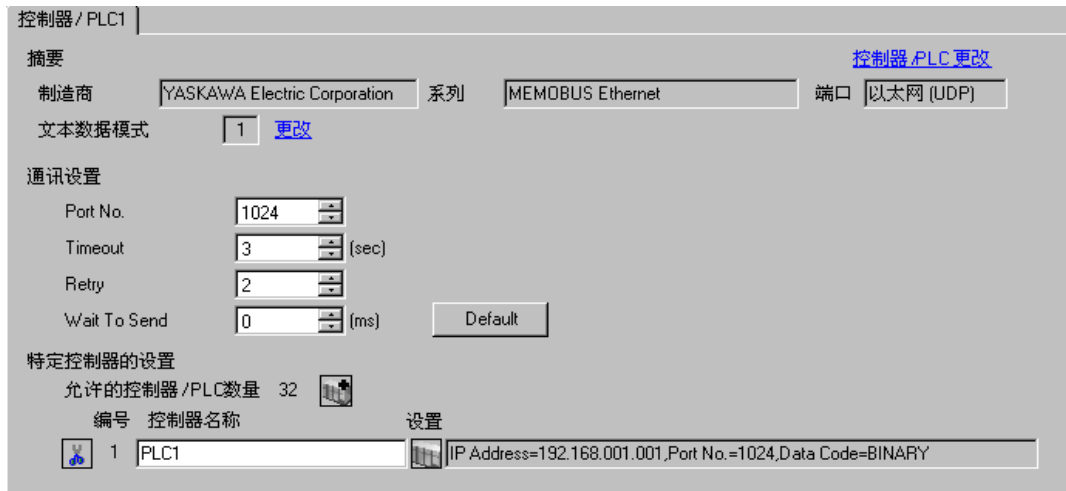 控制器/ PLC1
摘要 控制器/PLC 更改
制造商 YASKAWA Electric Corporation 系列 MEMOBUS Ethernet 端口 以太网 (UDP)
文本数据模式 1 更改
通讯设置
Port No. 1024
Timeout 3 (sec)
Retry 2
Wait To Send 0 (ms) Default
特定控制器的设置
允许的控制器/PLC数量 32
编号 控制器名称 设置
1 PLC1 IP Address=192.168.001.001,Port No.=1024,Data Code=BINARY